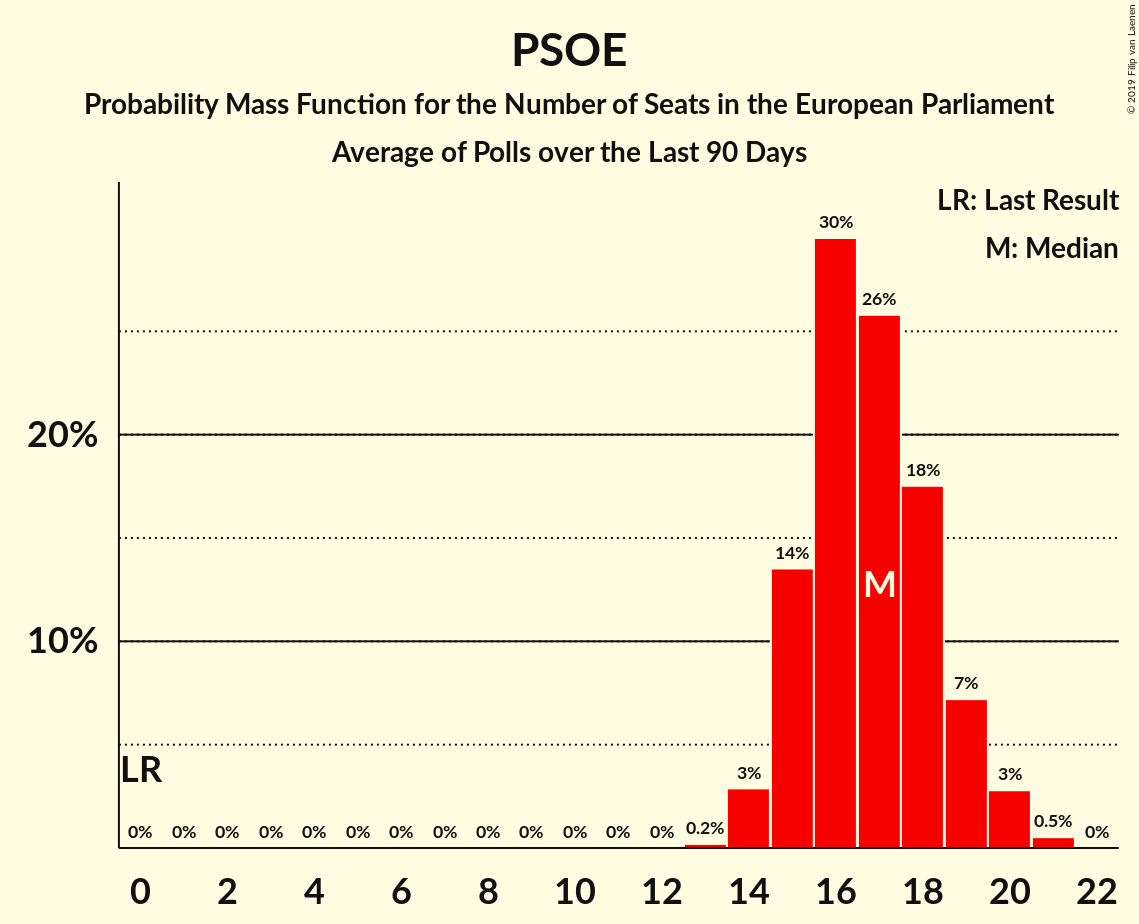 PSOE
Probability Mass Function for the Number of Seats in the European Parliament
Average of Polls over the Last 90 Days
© 2019 Filip van Laenen
LR: Last Result
M: Median
30%
26%
20%
18%
14%
M
10%
7%
LR
3%
3%
0% 0% 0% 0% 0% 0% 0% 0% 0% 0% 0% 0% 0% 0.2% 0.5% 0%
0 2 4 6 8 10 12 14 16 18 20 22